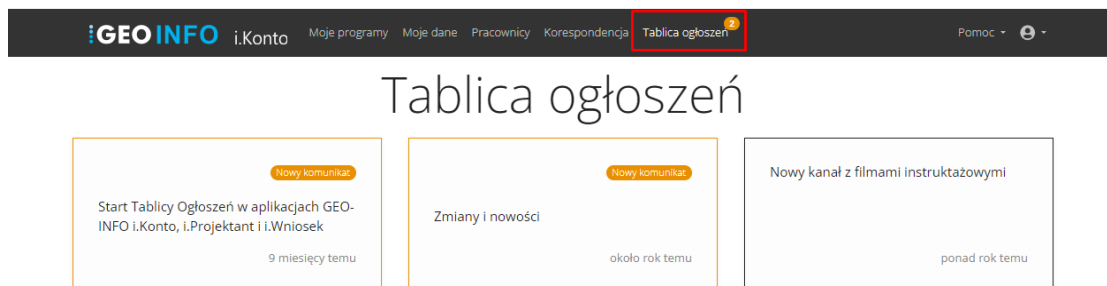 GEOINFO i.Konto Moje programy Moje dane Pracownicy Korespondencja Tablica ogłoszeń 2 Pomoc
Tablica ogłoszeń
Nowy komunikat
Start Tablicy Ogłoszeń w aplikacjach GEO-
INFO i.Konto, i.Projektant i i.Wniosek
9 miesięcy temu
Nowy komunikat
Zmiany i nowości
około rok temu
Nowy kanał z filmami instruktażowymi
ponad rok temu